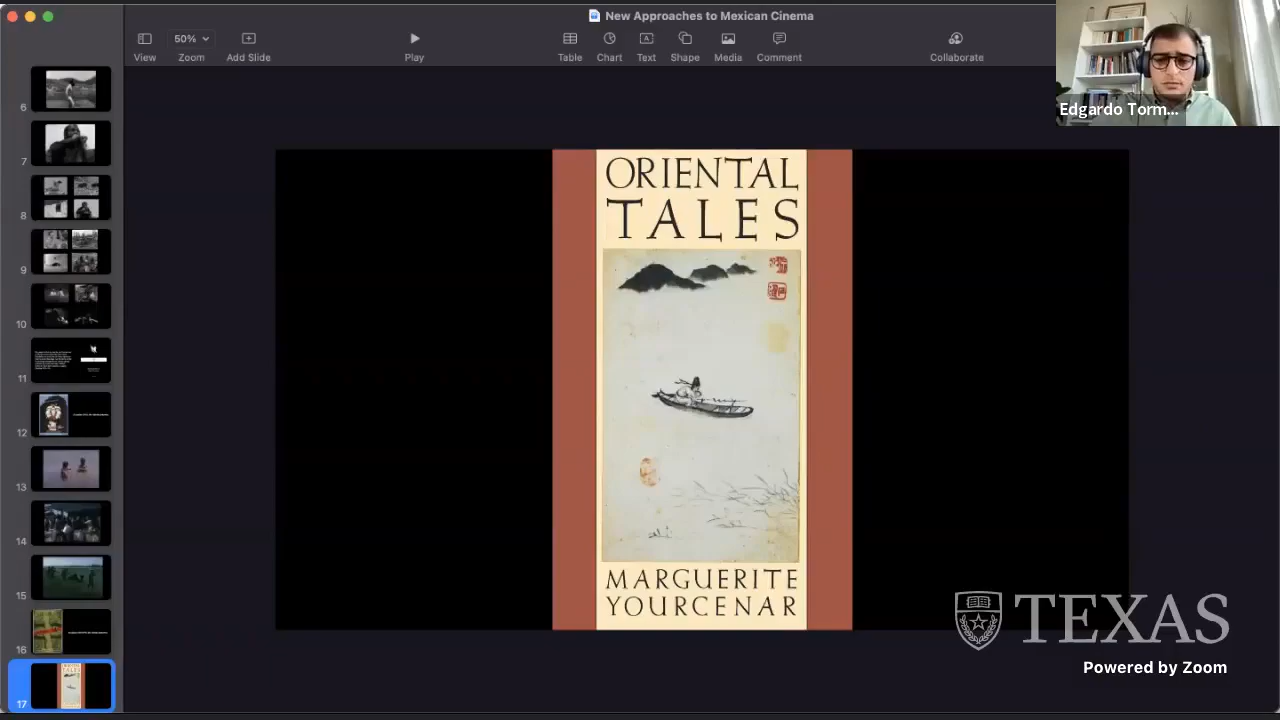 New Approaches to Mexican Cinema
50%
View
Zoom
Add Slide
Play
Table
Chart
Text
Shape
Media
Comment
Collaborate
Edgardo Torm...
6
7
8
9
10
11
12
13
14
15
16
17
ORIENTAL
TALES
MARGUERITE
YOURCENAR
TEXAS
Powered by Zoom